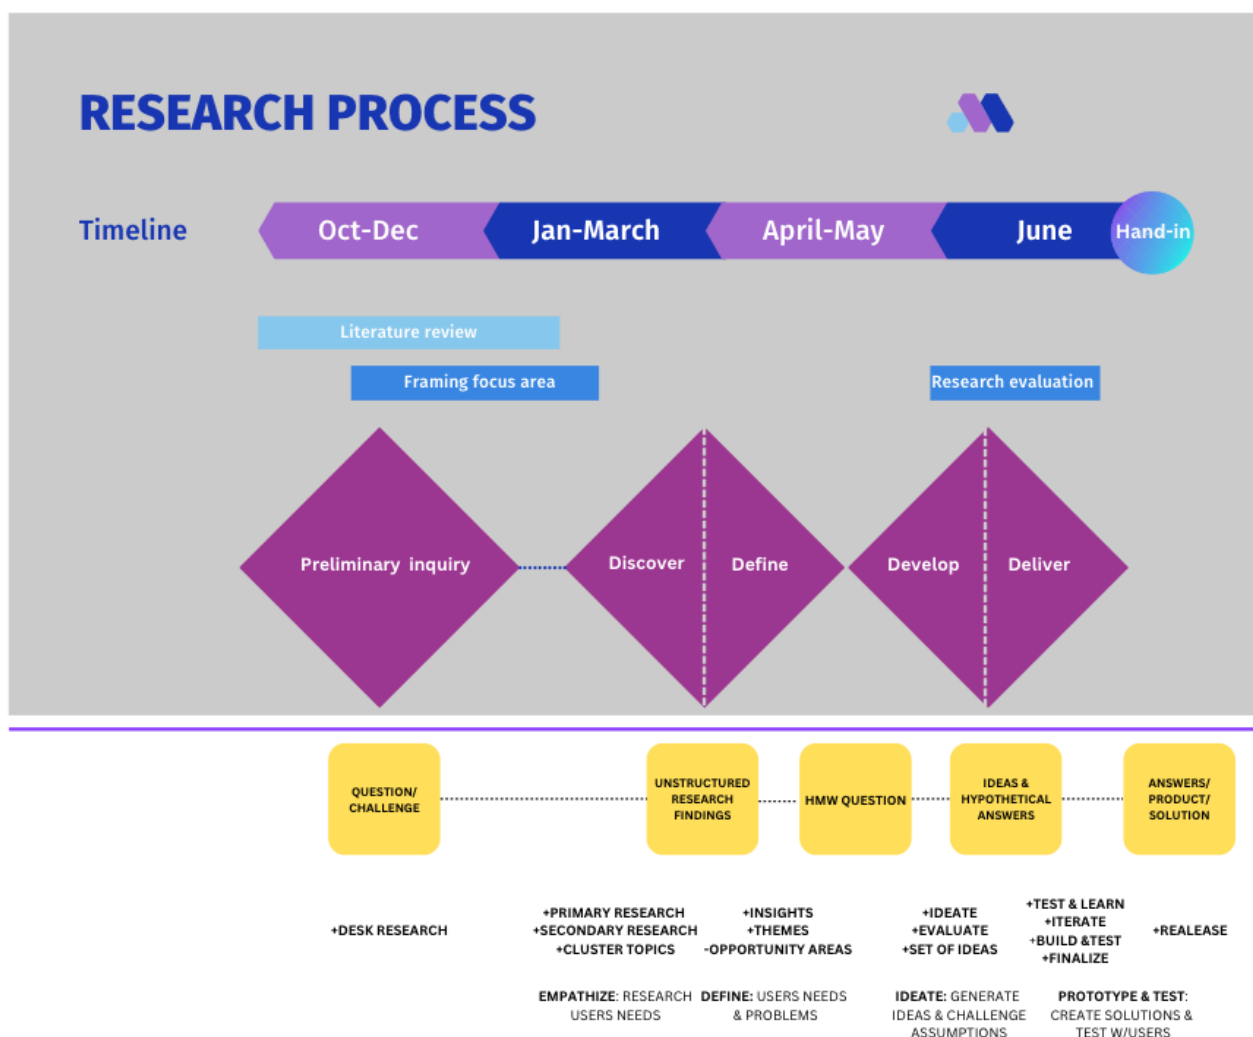 RESEARCH PROCESS
Timeline
Oct-Dec
Jan-March
April-May
June
Hand-in
Literature review
Framing focus area
Research evaluation
Preliminary inquiry
Discover
Define
Develop
Deliver
QUESTION/
CHALLENGE
UNSTRUCTURED
RESEARCH
FINDINGS
HMW QUESTION
IDEAS &
HYPOTHETICAL
ANSWERS
ANSWERS/
PRODUCT/
SOLUTION
+DESK RESEARCH
+PRIMARY RESEARCH
+SECONDARY RESEARCH
+CLUSTER TOPICS
+INSIGHTS
+THEMES
-OPPORTUNITY AREAS
+IDEATE
+EVALUATE
+SET OF IDEAS
+TEST & LEARN
+ITERATE
+BUILD &TEST
+FINALIZE
+REALEASE
EMPATHIZE: RESEARCH
USERS NEEDS
DEFINE: USERS NEEDS
& PROBLEMS
IDEATE: GENERATE
IDEAS & CHALLENGE
ASSUMPTIONS
PROTOTYPE & TEST:
CREATE SOLUTIONS &
TEST W/USERS